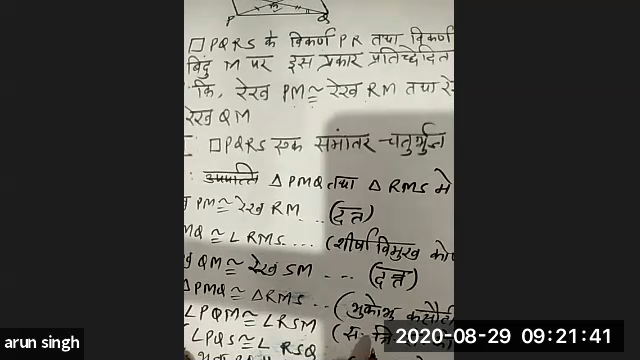 P Q
□ PQRS के विकर्ण PR तथा विकर्ण
बिंदु M पर इस प्रकार प्रतिच्छेदित
कि, रेख PM ≅ रेख RM तथा रे
रेख QM
: □ PQRS एक समांतर-चतुर्भुज
: उपपत्ति Δ PMQ तथा Δ RMS मे
PM ≅ रेख RM ... (दत्त)
MQ ≅ ∠ RMS .... (शीर्षाभिमुख को
QM ≅ रेख SM .... (दत्त)
ΔPMQ ≅ ΔRMS ... (भुकोभु कसौटी
∠PQM ≅ ∠RSM
∠PQS ≅ ∠ RSQ
arun singh
2020-08-29 09:21:41